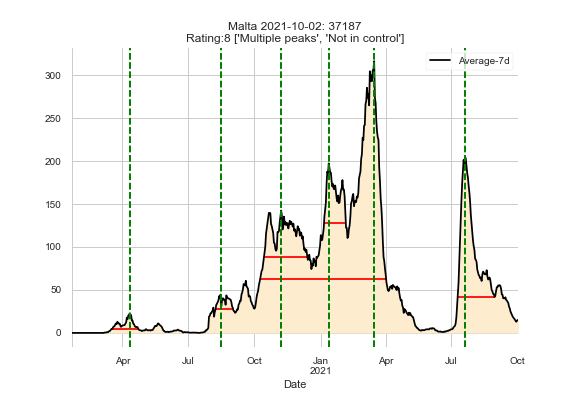 Malta 2021-10-02: 37187
Rating:8 ['Multiple peaks', 'Not in control']
Average-7d
300
250
200
150
100
50
0
Apr
Jul
Oct
Jan
2021
Apr
Jul
Oct
Date